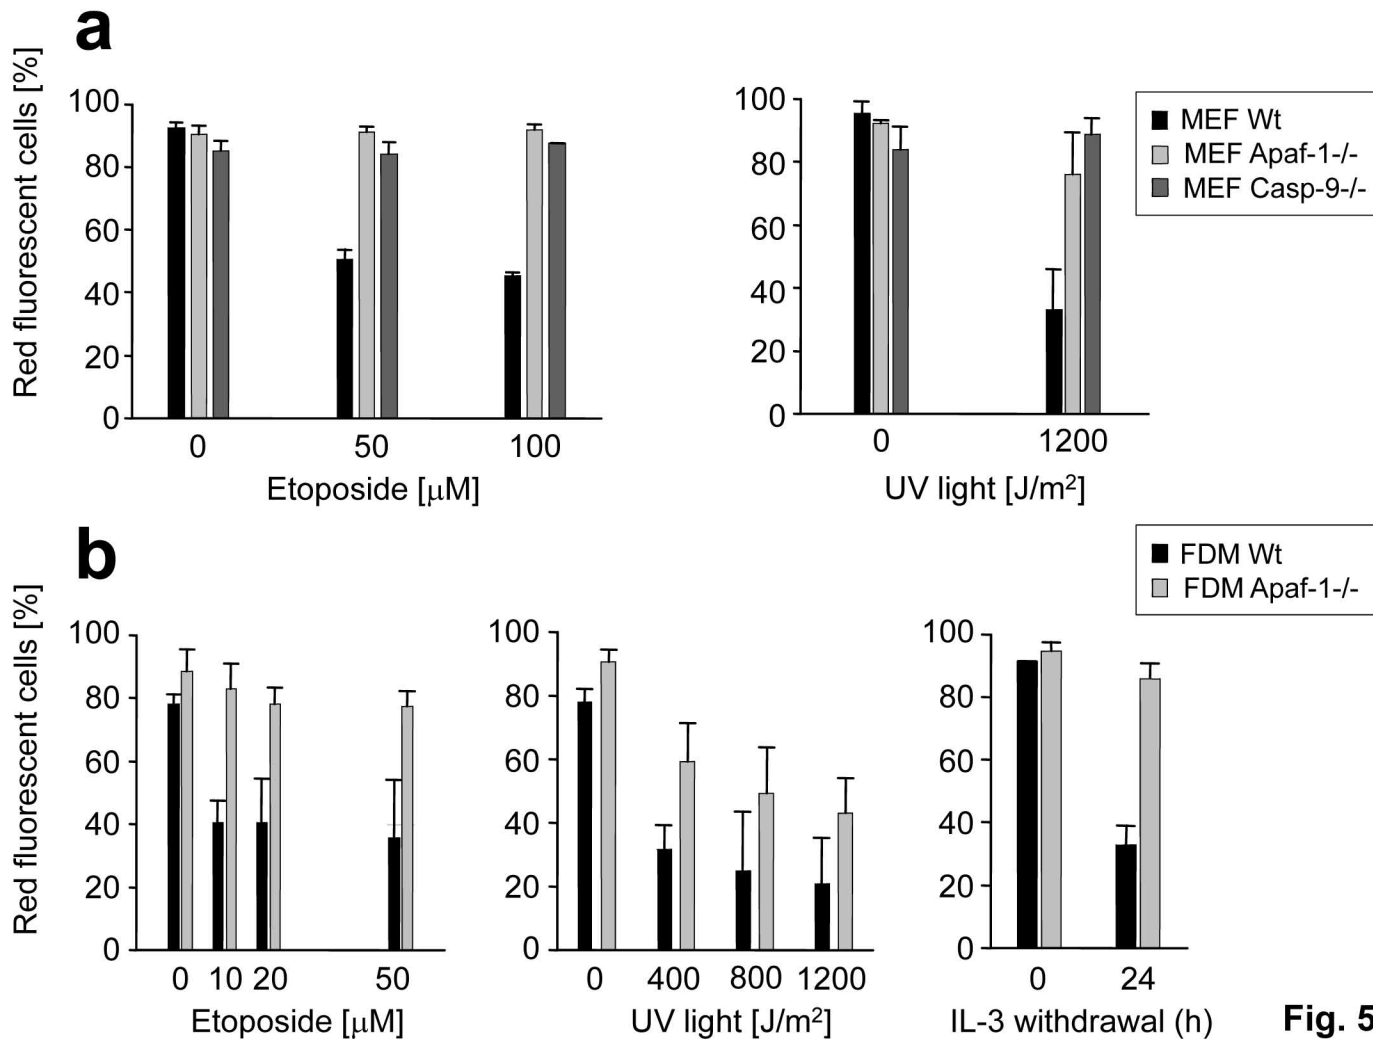 a
Red fluorescent cells [%]
100
80
60
40
20
0
0 50 100
Etoposide [µM]
100
80
60
40
20
0
0 1200
UV light [J/m²]
MEF Wt
MEF Apaf-1-/-
MEF Casp-9-/-
b
FDM Wt
FDM Apaf-1-/-
Red fluorescent cells [%]
100
80
60
40
20
0
0 10 20 50
Etoposide [µM]
100
80
60
40
20
0
0 400 800 1200
UV light [J/m²]
100
80
60
40
20
0
0 24
IL-3 withdrawal (h)
Fig. 5